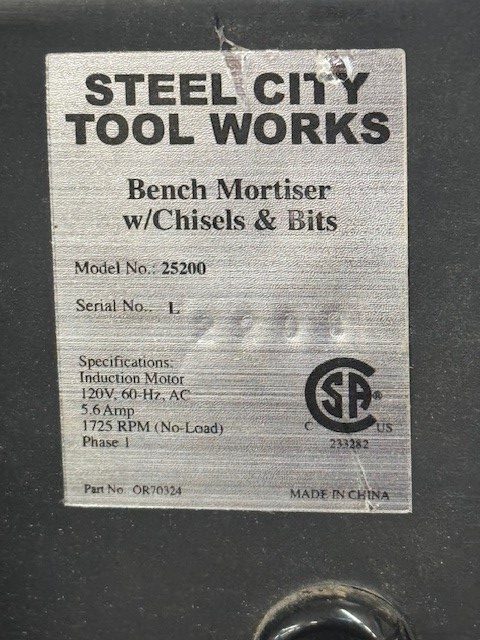 STEEL CITY
TOOL WORKS
Bench Mortiser
w/Chisels & Bits
Model No.: 25200
Serial No.: L
Specifications:
Induction Motor
120V, 60-Hz, AC
5.6 Amp
1725 RPM (No-Load)
Phase 1
CSA®
C US
233282
Part No. OR70324
MADE IN CHINA